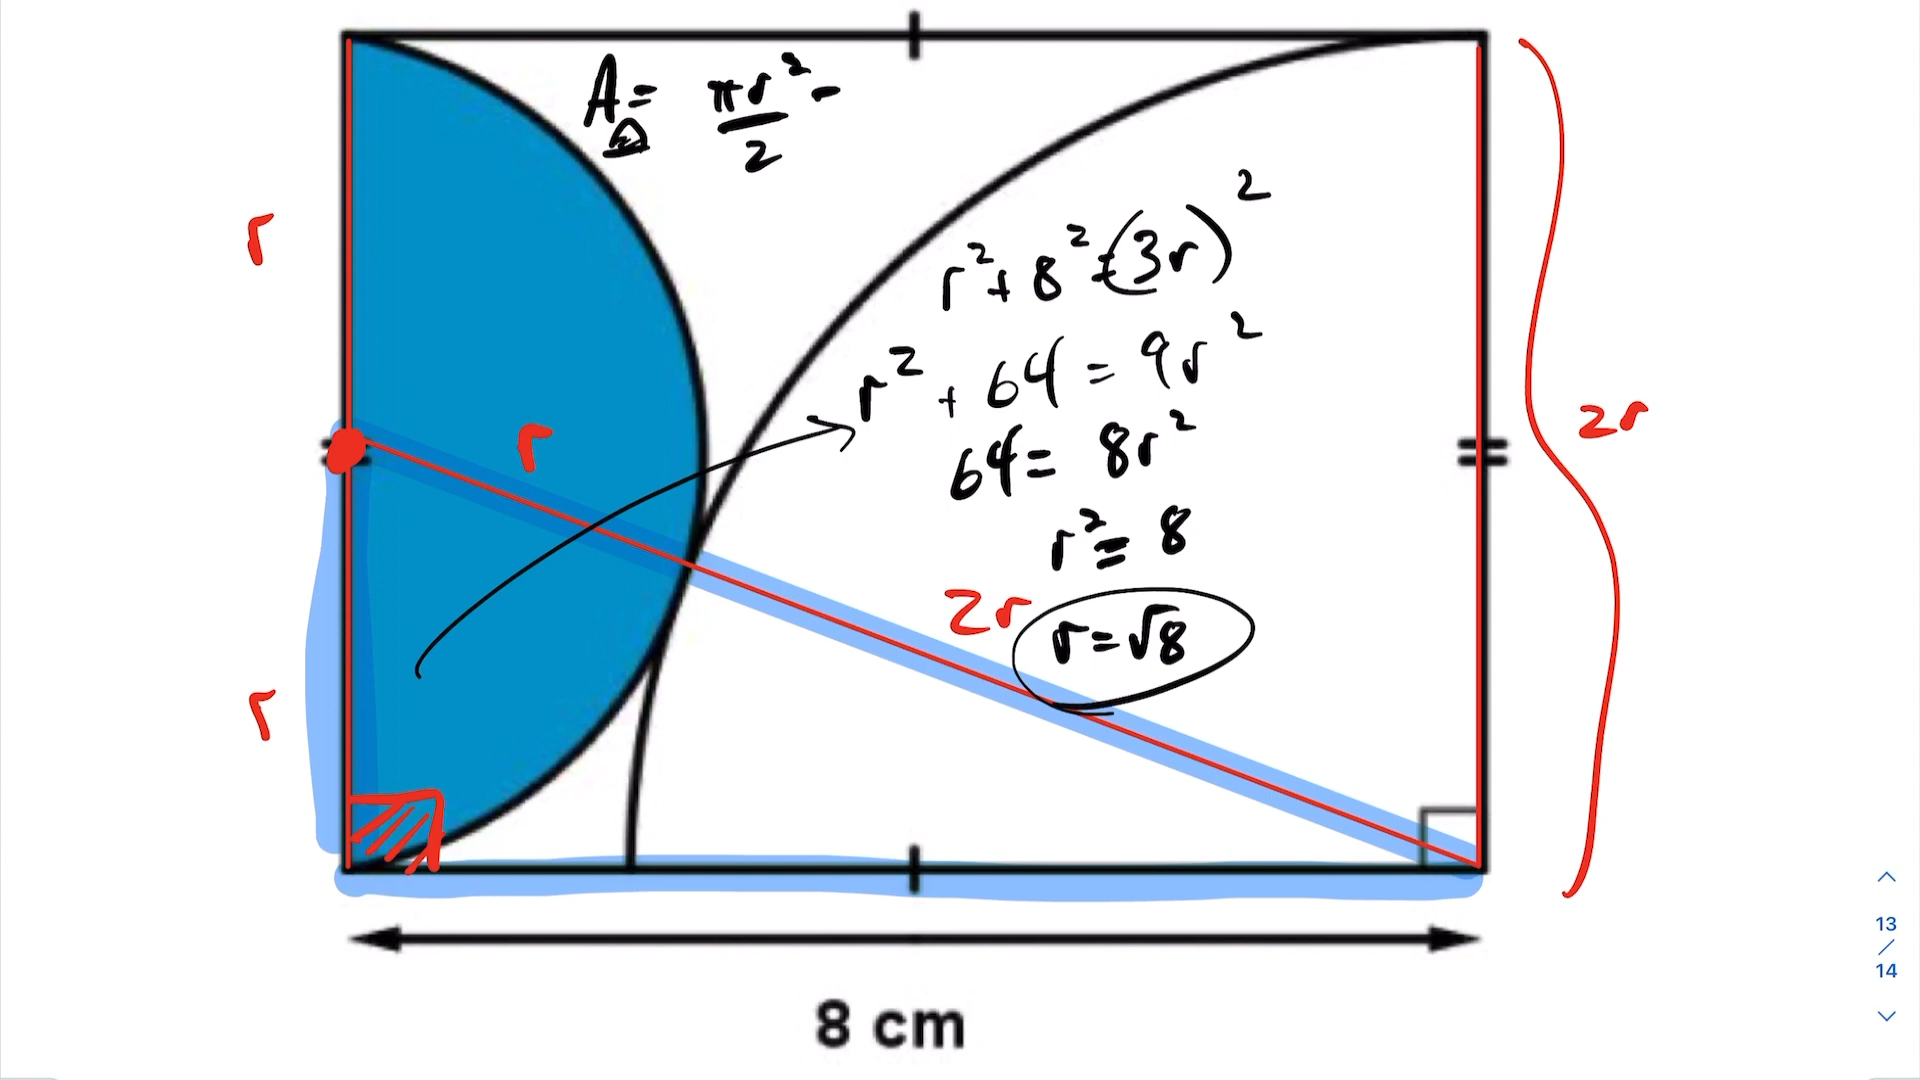 A = πr² -
2
r
r² + 8² = (3r)²
r² + 64 = 9r²
2r
r
64 = 8r²
r² = 8
2r
r = √8
r
13
/
14
8 cm